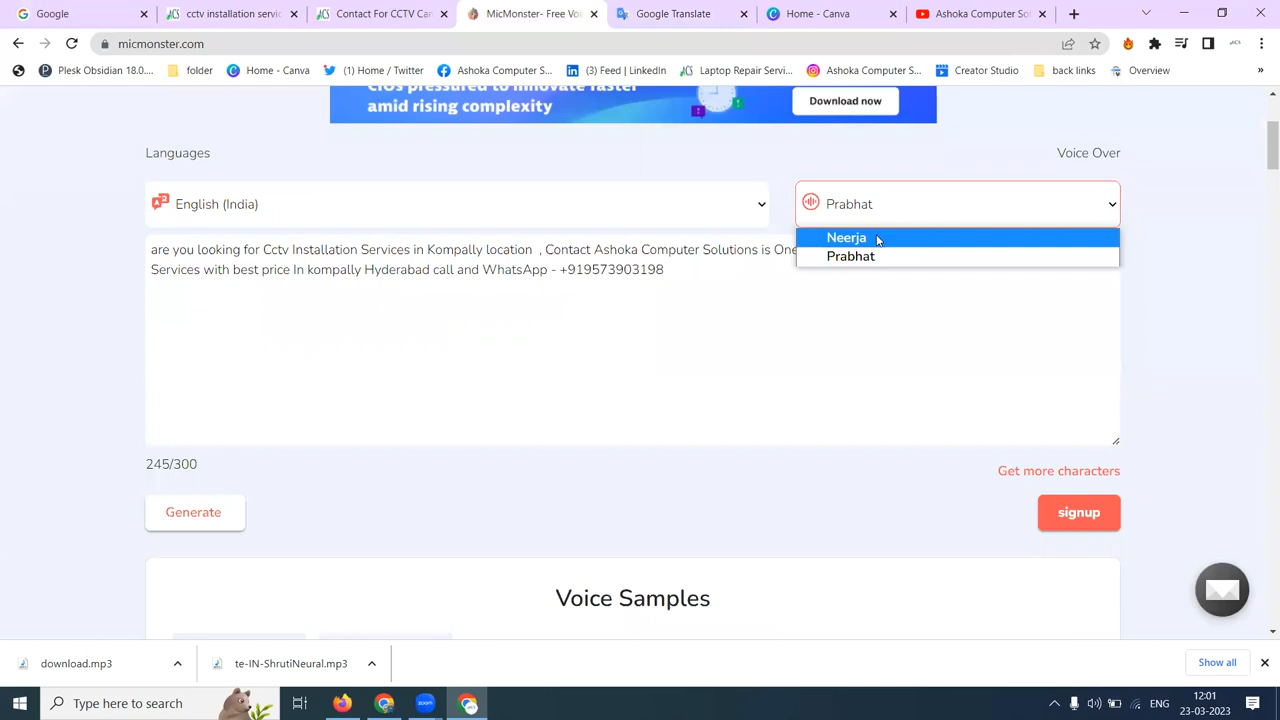 Google
cctv installation servic
Contact For CCTV Can
MicMonster- Free Voi
Google Translate
Home - Canva
Ashoka Computer Sol
micmonster.com
Plesk Obsidian 18.0....
folder
Home - Canva
(1) Home / Twitter
Ashoka Computer S...
(3) Feed | LinkedIn
Laptop Repair Servi...
Ashoka Computer S...
Creator Studio
back links
Overview
»
CIOs pressured to innovate faster
amid rising complexity
Download now
Languages
Voice Over
English (India)
Prabhat
Neerja
Prabhat
are you looking for Cctv Installation Services in Kompally location , Contact Ashoka Computer Solutions is One
Services with best price In kompally Hyderabad call and WhatsApp - +919573903198
245/300
Get more characters
Generate
signup
Voice Samples
download.mp3
te-IN-ShrutiNeural.mp3
Show all
Type here to search
zoom
ENG
12:01
23-03-2023